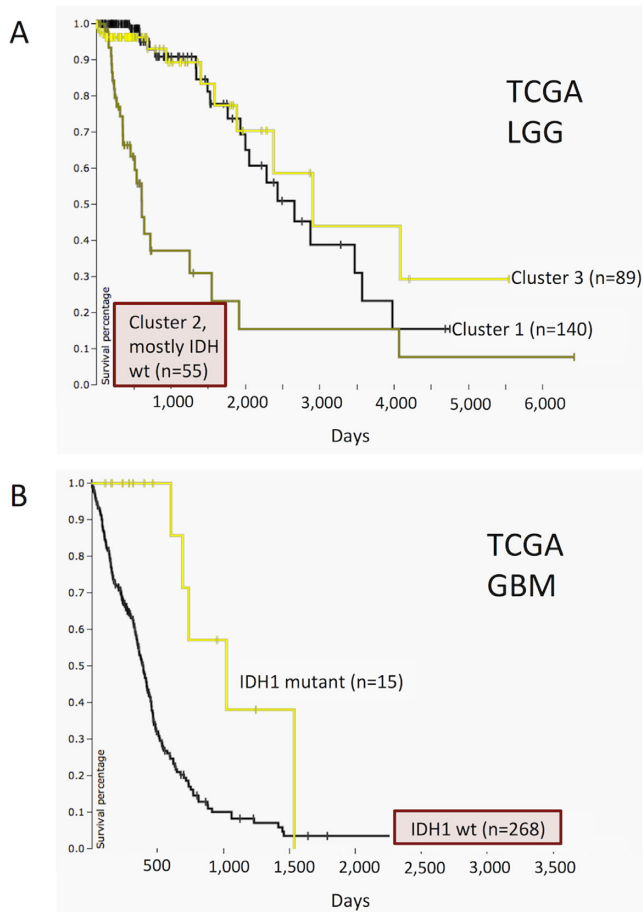 A
TCGA
LGG
1.0
0.9
0.8
0.7
0.6
0.5
0.4
0.3
0.2
0.1
0.0
Survival percentage
Cluster 3 (n=89)
Cluster 1 (n=140)
Cluster 2,
mostly IDH
wt (n=55)
1,000 2,000 3,000 4,000 5,000 6,000
Days
B
TCGA
GBM
1.0
0.9
0.8
0.7
0.6
0.5
0.4
0.3
0.2
0.1
0.0
Survival percentage
IDH1 mutant (n=15)
IDH1 wt (n=268)
500 1,000 1,500 2,000 2,500 3,000 3,500
Days